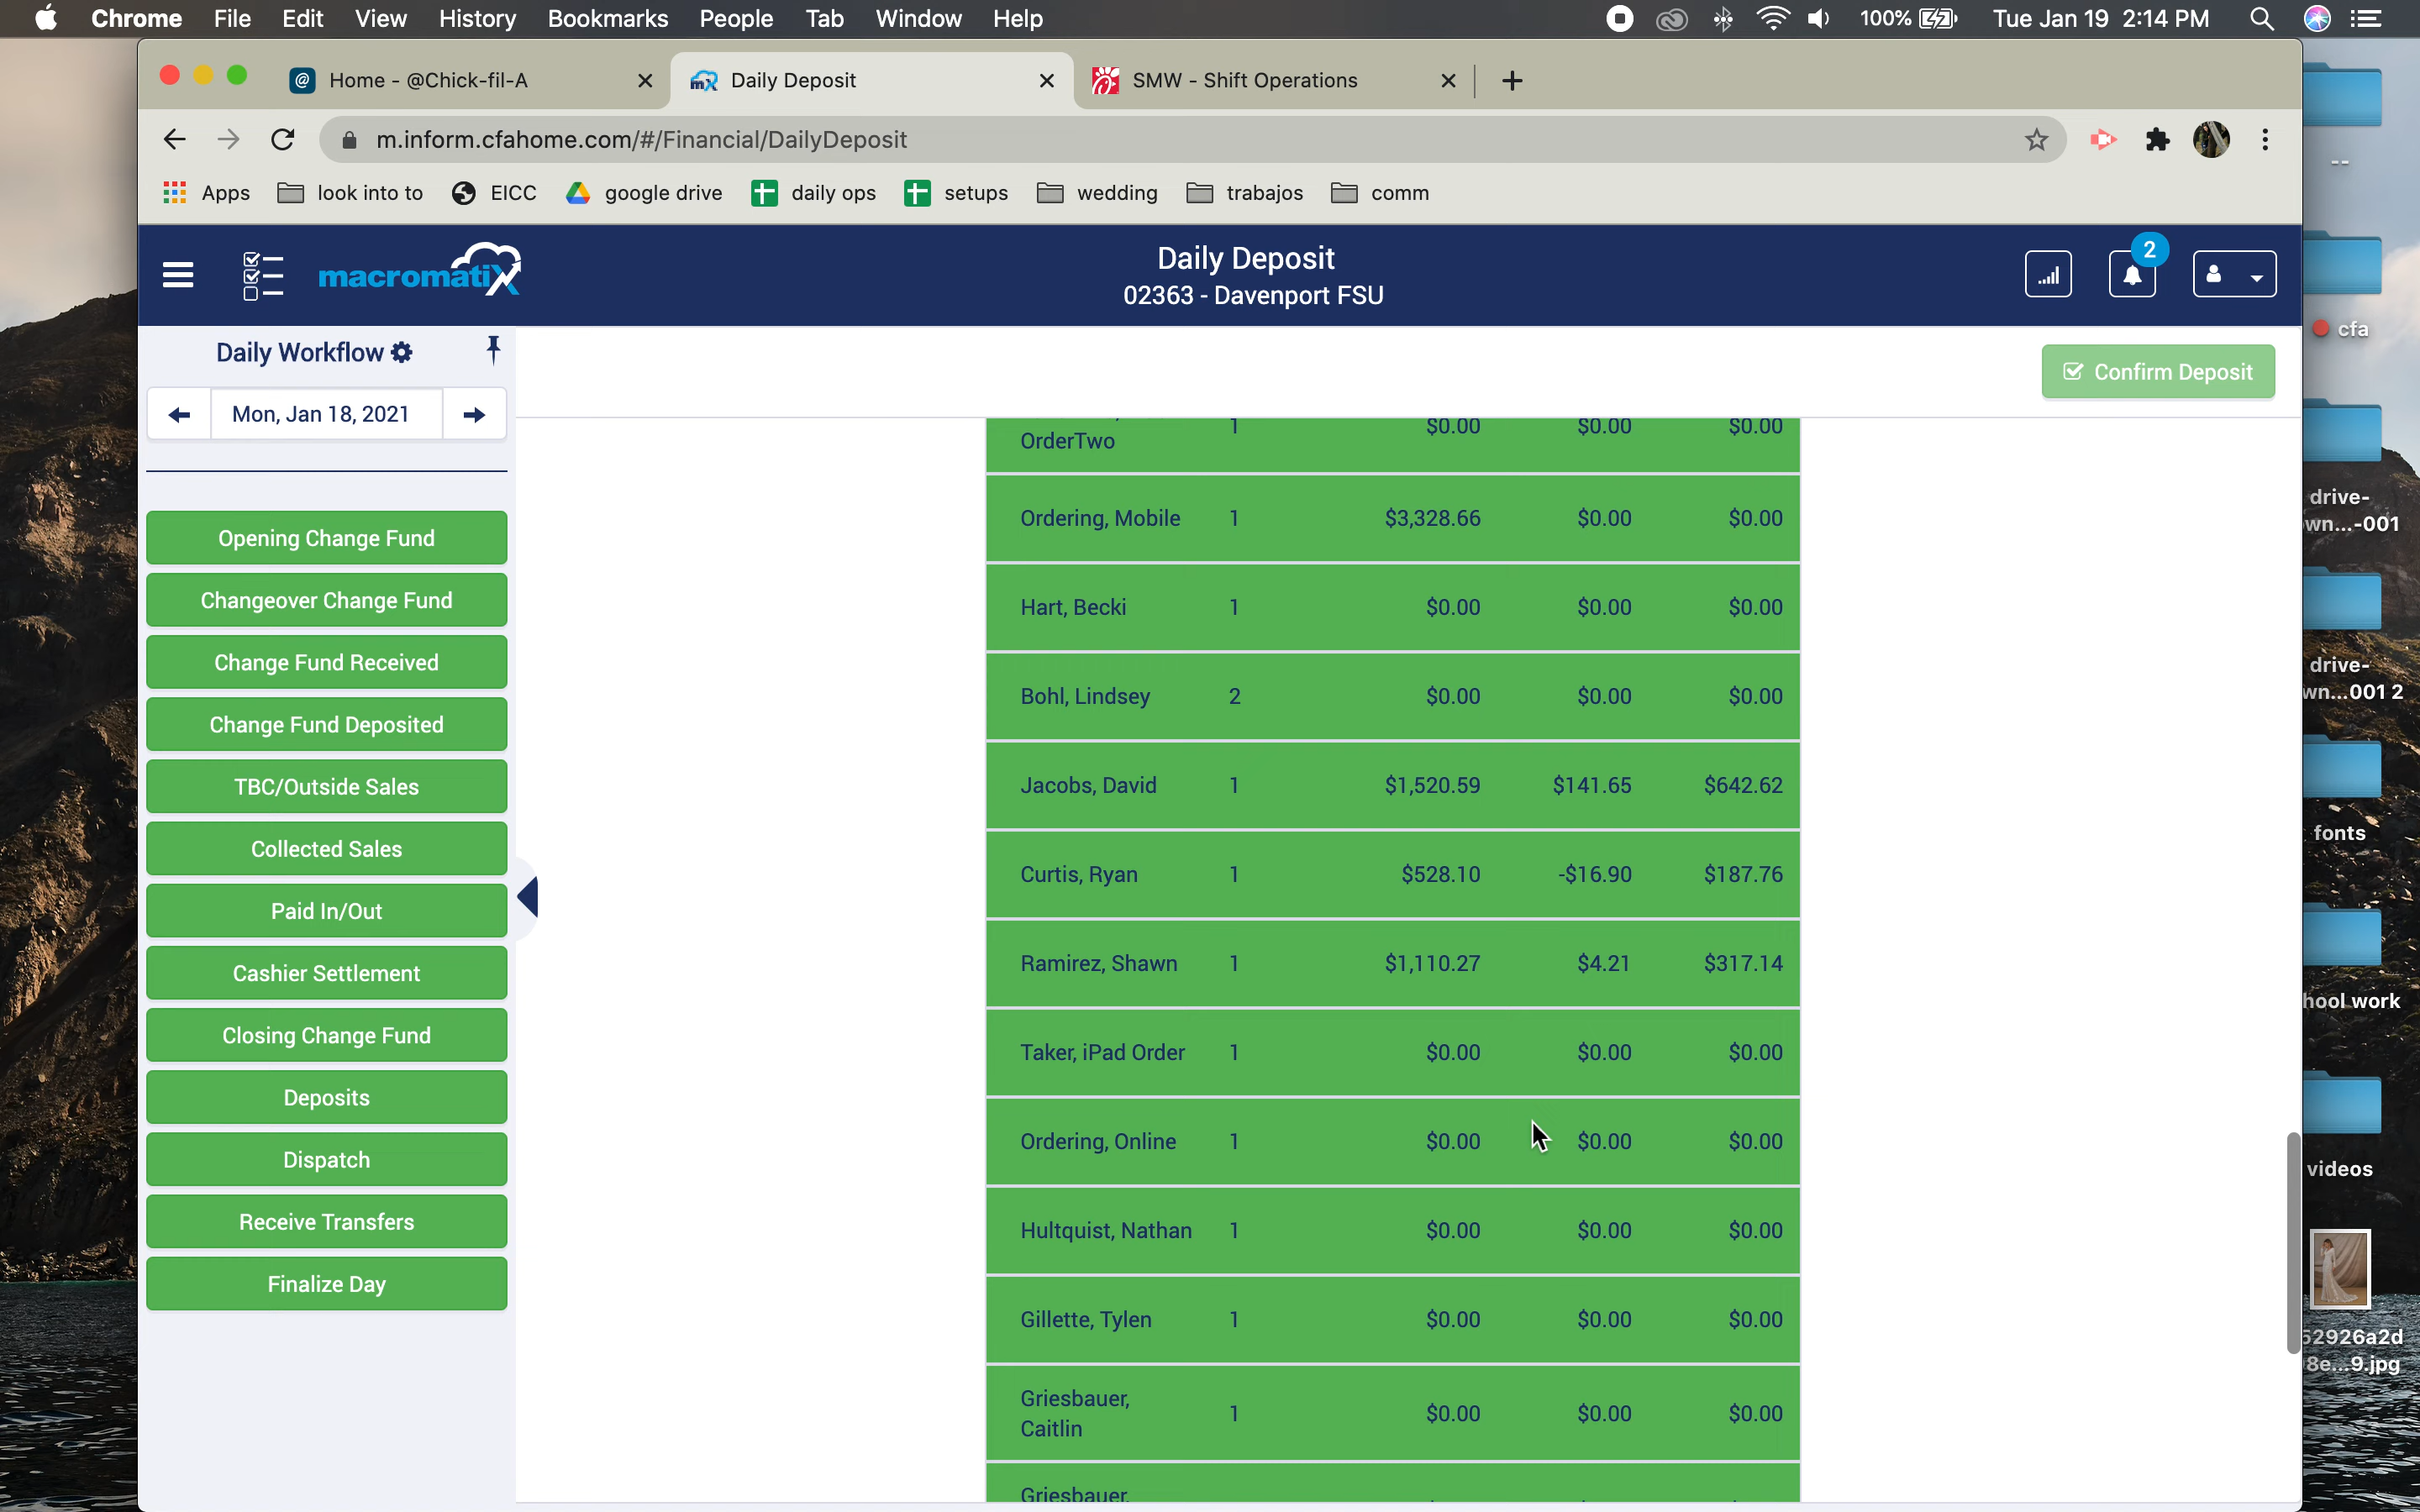 Chrome File Edit View History Bookmarks People Tab Window Help 100% Tue Jan 19 2:14 PM
Home - @Chick-fil-A Daily Deposit SMW - Shift Operations
m.inform.cfahome.com/#/Financial/DailyDeposit
Apps look into to EICC google drive daily ops setups wedding trabajos comm
macromatix
Daily Deposit
02363 - Davenport FSU
2
Daily Workflow
Mon, Jan 18, 2021
Confirm Deposit
Opening Change Fund
Changeover Change Fund
Change Fund Received
Change Fund Deposited
TBC/Outside Sales
Collected Sales
Paid In/Out
Cashier Settlement
Closing Change Fund
Deposits
Dispatch
Receive Transfers
Finalize Day
OrderTwo 1 $0.00 $0.00 $0.00
Ordering, Mobile 1 $3,328.66 $0.00 $0.00
Hart, Becki 1 $0.00 $0.00 $0.00
Bohl, Lindsey 2 $0.00 $0.00 $0.00
Jacobs, David 1 $1,520.59 $141.65 $642.62
Curtis, Ryan 1 $528.10 -$16.90 $187.76
Ramirez, Shawn 1 $1,110.27 $4.21 $317.14
Taker, iPad Order 1 $0.00 $0.00 $0.00
Ordering, Online 1 $0.00 $0.00 $0.00
Hultquist, Nathan 1 $0.00 $0.00 $0.00
Gillette, Tylen 1 $0.00 $0.00 $0.00
Griesbauer,
Caitlin 1 $0.00 $0.00 $0.00
Griesbauer,
--
cfa
drive-
wn...-001
drive-
wn...001 2
fonts
hool work
videos
52926a2d
8e...9.jpg